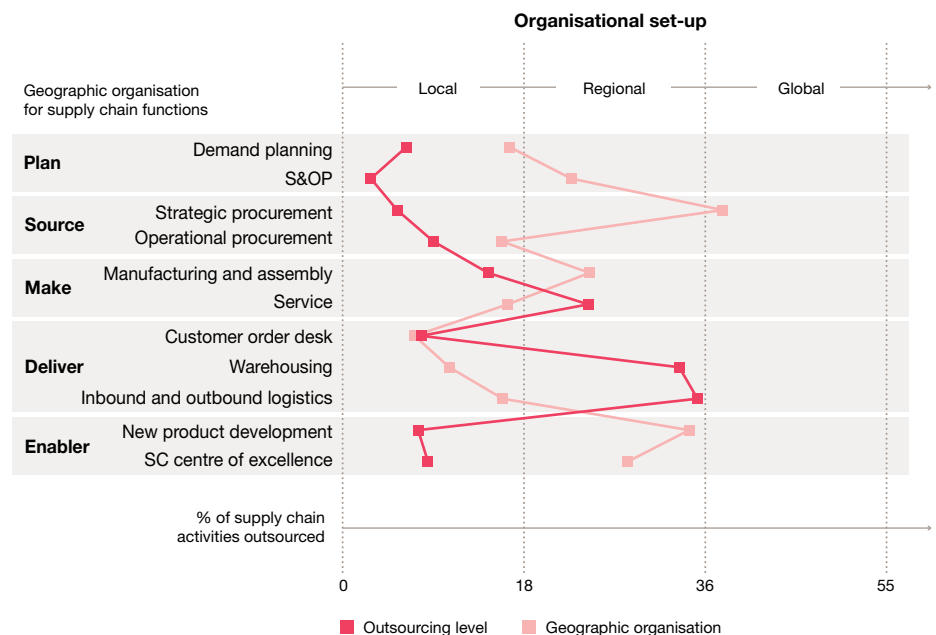 Organisational set-up
Geographic organisation
for supply chain functions
Local
Regional
Global
Plan
Demand planning
S&OP
Source
Strategic procurement
Operational procurement
Make
Manufacturing and assembly
Service
Deliver
Customer order desk
Warehousing
Inbound and outbound logistics
Enabler
New product development
SC centre of excellence
% of supply chain
activities outsourced
0
18
36
55
Outsourcing level
Geographic organisation